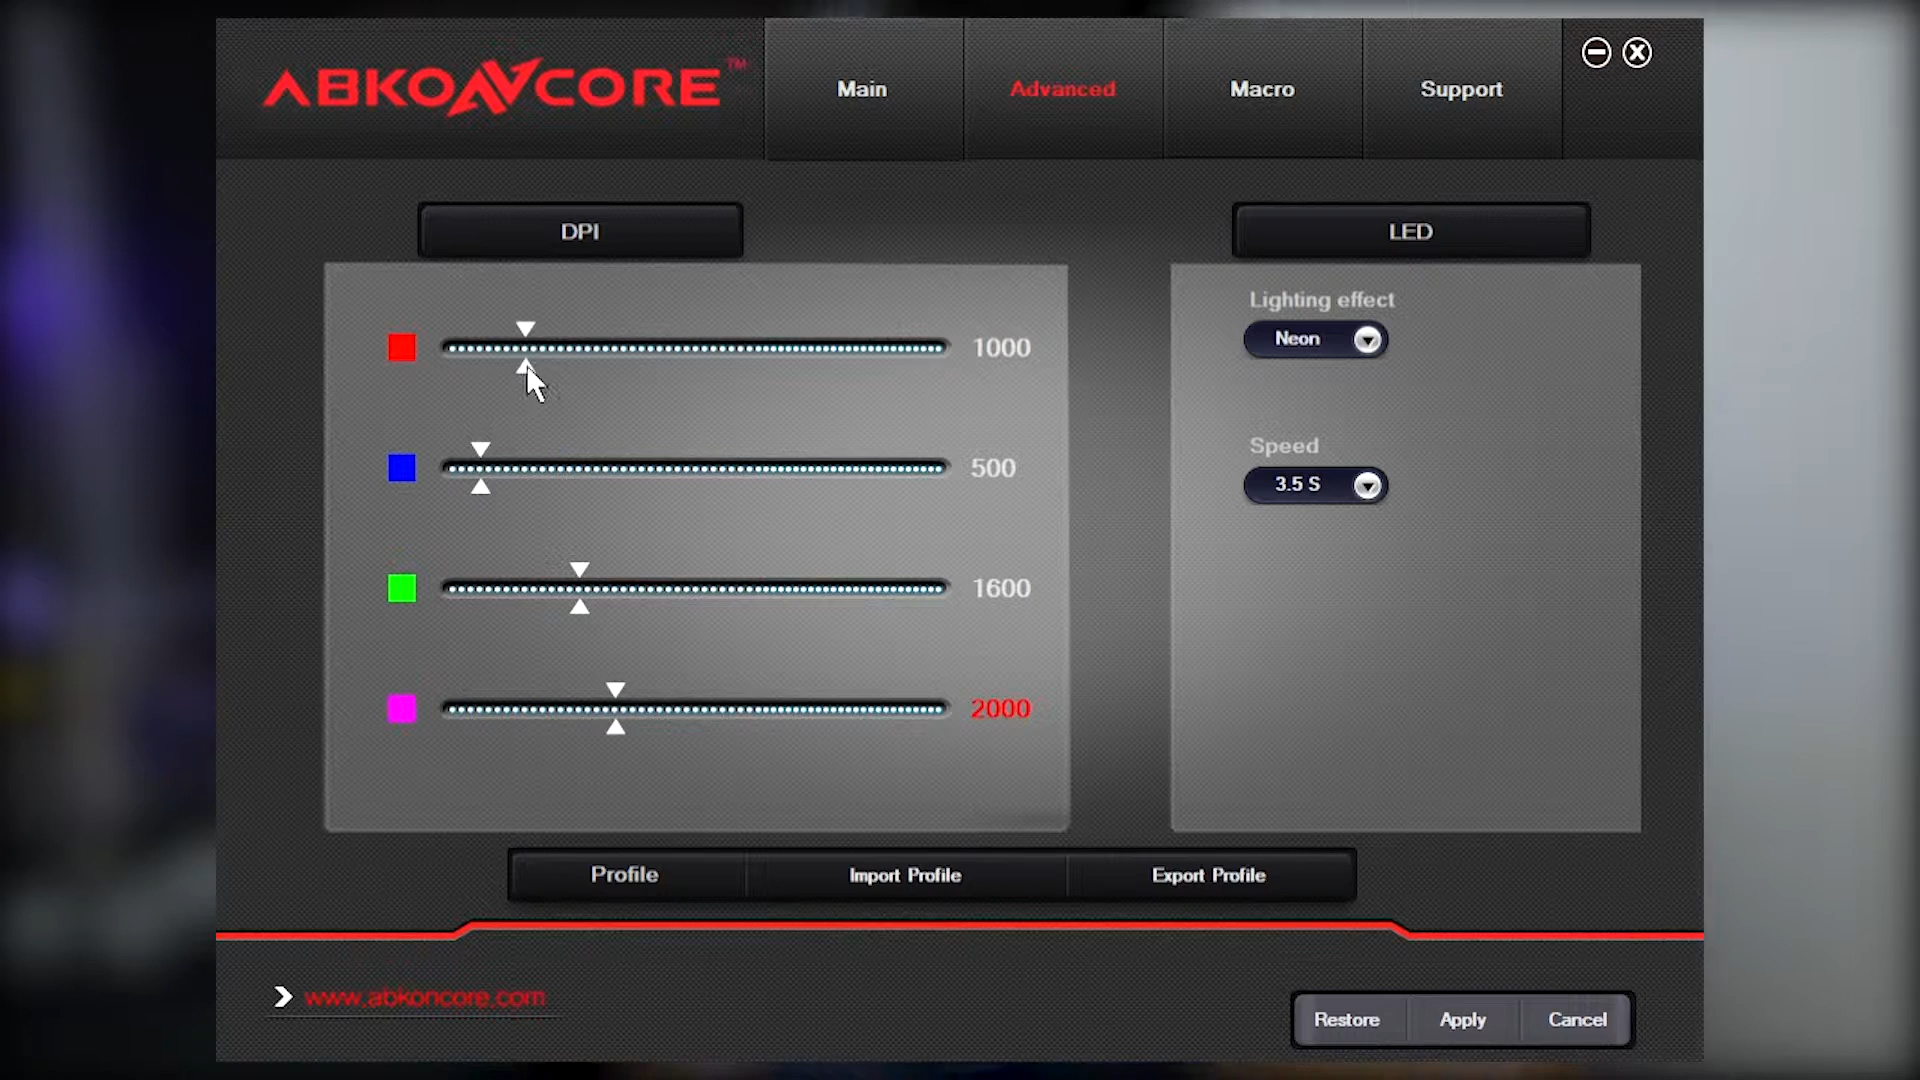 ABKONCORE™
Main
Advanced
Macro
Support
DPI
LED
1000
500
1600
2000
Lighting effect
Neon
Speed
3.5 S
Profile
Import Profile
Export Profile
www.abkoncore.com
Restore
Apply
Cancel